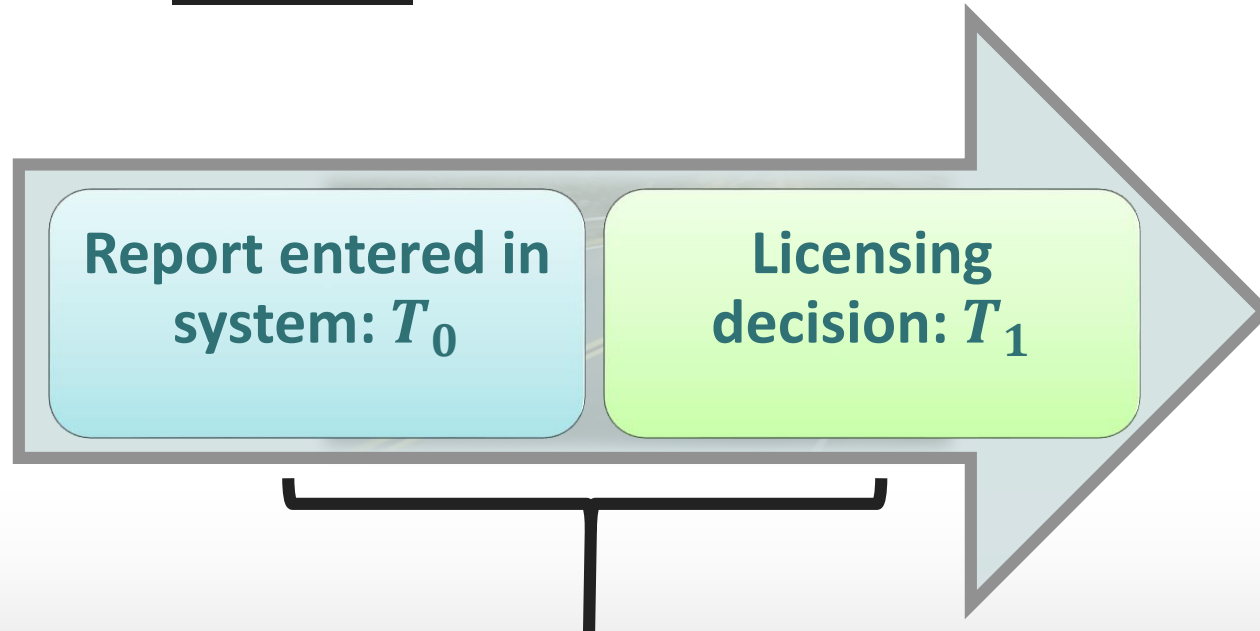 Report entered in
system: T₀
Licensing
decision: T₁